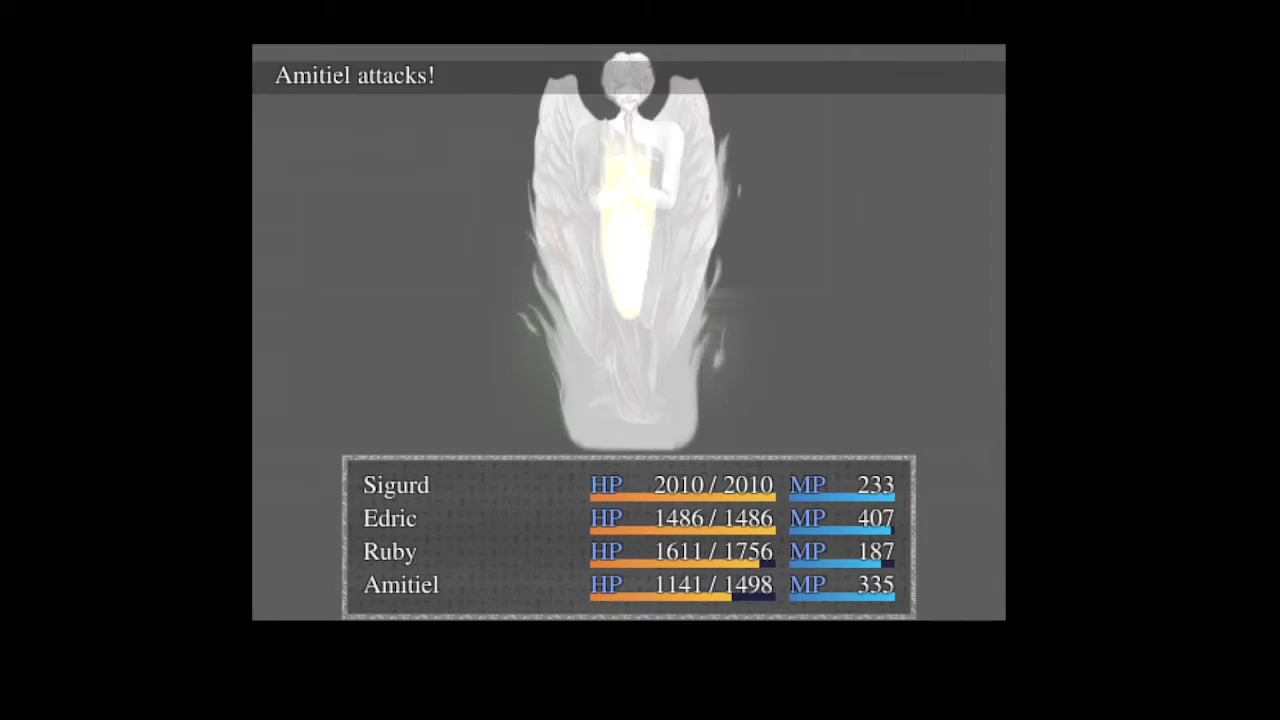 Amitiel attacks!
Sigurd HP 2010/2010 MP 233
Edric HP 1486/1486 MP 407
Ruby HP 1611/1756 MP 187
Amitiel HP 1141/1498 MP 335